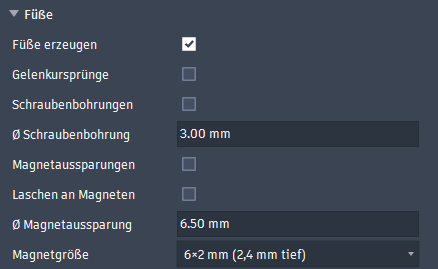 Füße
Füße erzeugen
Gelenkursprünge
Schraubenbohrungen
Ø Schraubenbohrung 3.00 mm
Magnetaussparungen
Laschen an Magneten
Ø Magnetaussparung 6.50 mm
Magnetgröße 6×2 mm (2,4 mm tief)